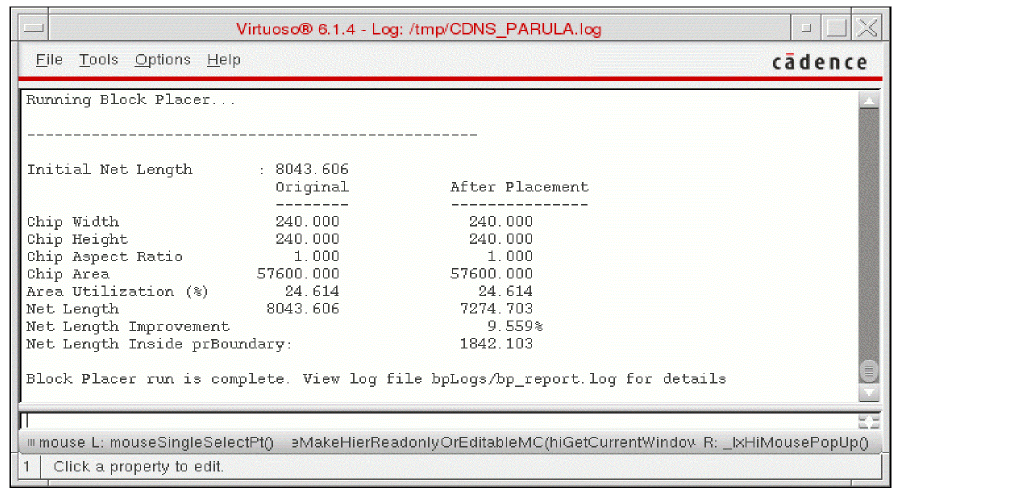 Virtuoso® 6.1.4 - Log: /tmp/CDNS_PARULA.log
File Tools Options Help cādence
Running Block Placer...
-------------------------------------------------
Initial Net Length : 8043.606
Original After Placement
-------- ---------------
Chip Width 240.000 240.000
Chip Height 240.000 240.000
Chip Aspect Ratio 1.000 1.000
Chip Area 57600.000 57600.000
Area Utilization (%) 24.614 24.614
Net Length 8043.606 7274.703
Net Length Improvement 9.559%
Net Length Inside prBoundary: 1842.103
Block Placer run is complete. View log file bpLogs/bp_report.log for details
mouse L: mouseSingleSelectPt() eMakeHierReadonlyOrEditableMC(hiGetCurrentWindov R: _lxHiMousePopUp()
1 Click a property to edit.